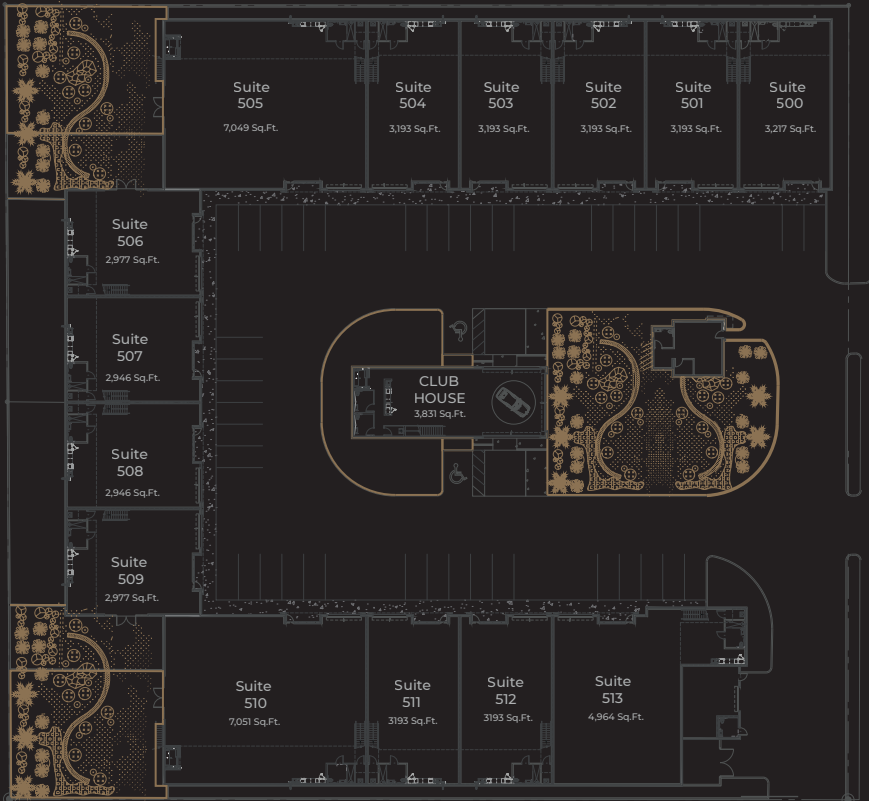 Suite
505
7,049 Sq.Ft.
Suite
504
3,193 Sq.Ft.
Suite
503
3,193 Sq.Ft.
Suite
502
3,193 Sq.Ft.
Suite
501
3,193 Sq.Ft.
Suite
500
3,217 Sq.Ft.
Suite
506
2,977 Sq.Ft.
Suite
507
2,946 Sq.Ft.
CLUB
HOUSE
3,831 Sq.Ft.
Suite
508
2,946 Sq.Ft.
Suite
509
2,977 Sq.Ft.
Suite
510
7,051 Sq.Ft.
Suite
511
3193 Sq.Ft.
Suite
512
3193 Sq.Ft.
Suite
513
4,964 Sq.Ft.